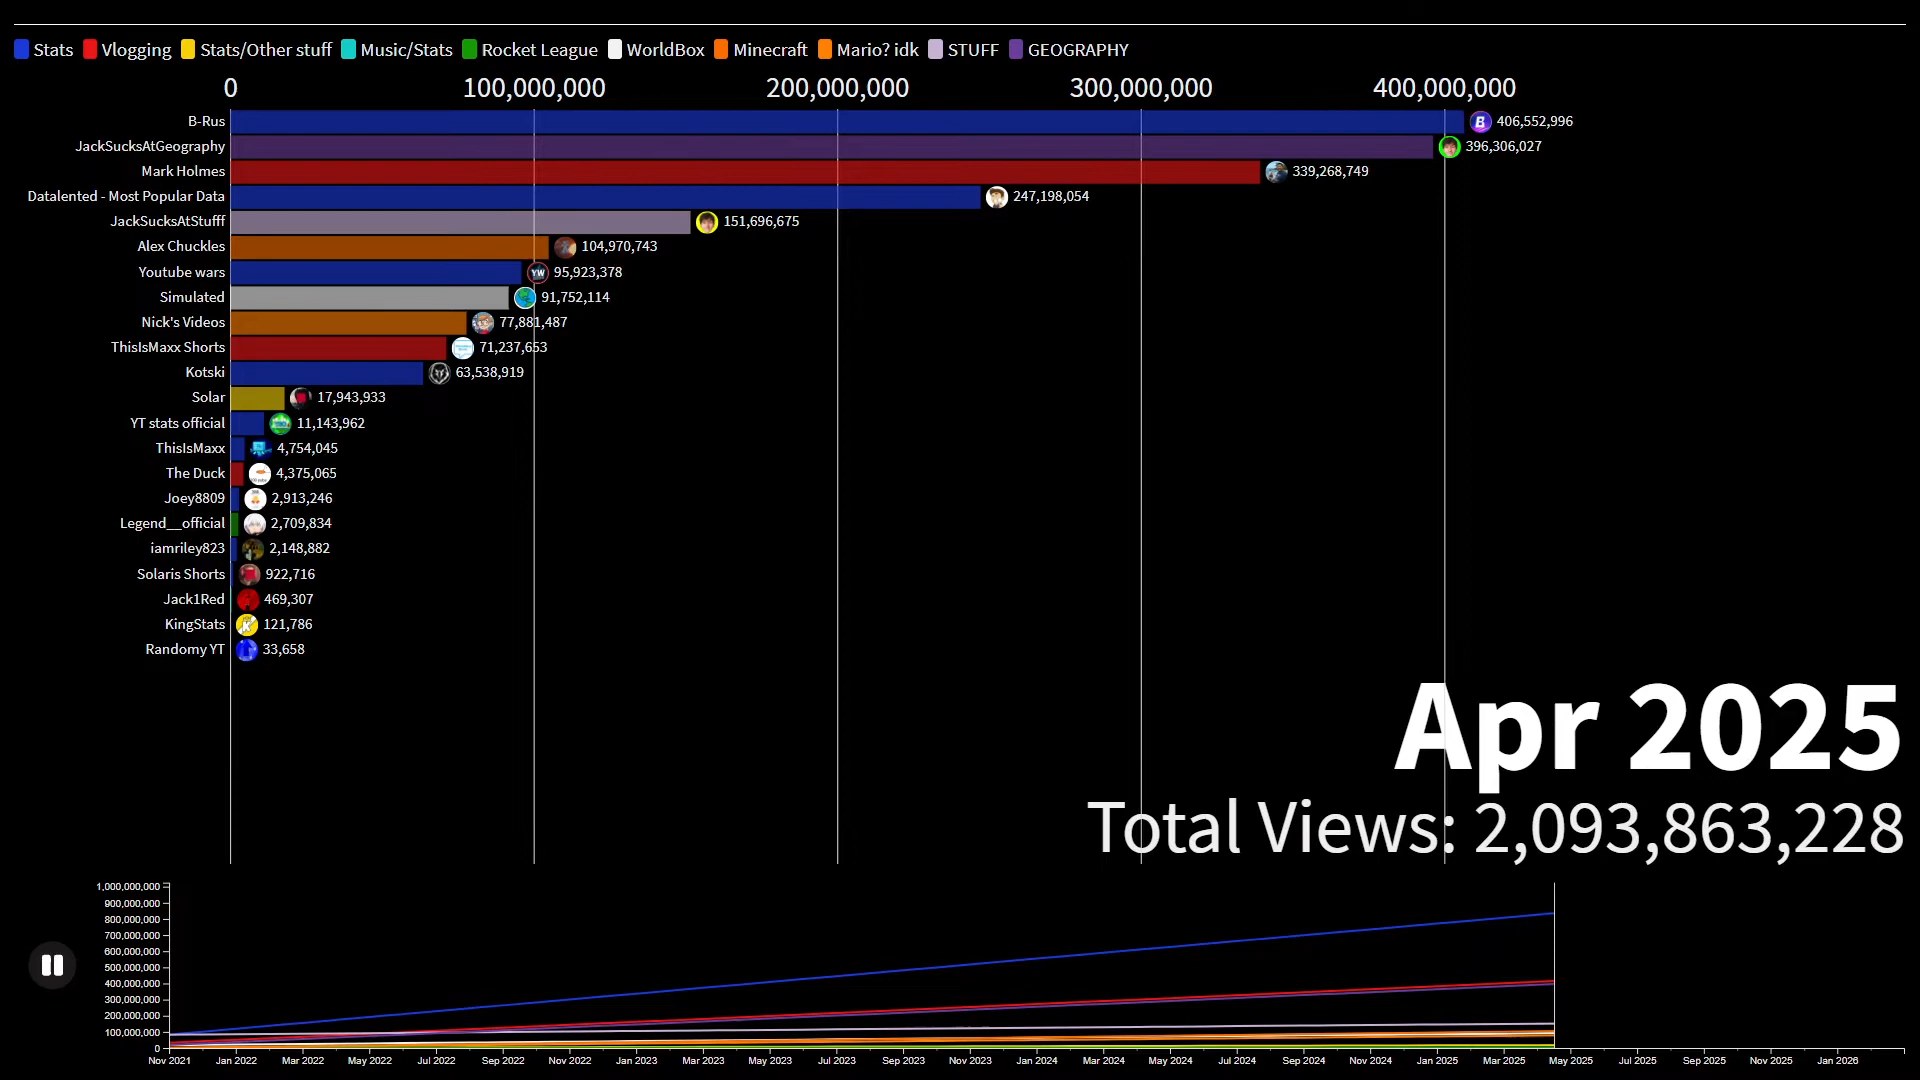 Stats Vlogging Stats/Other stuff Music/Stats Rocket League WorldBox Minecraft Mario? idk STUFF GEOGRAPHY
0 100,000,000 200,000,000 300,000,000 400,000,000
B-Rus B 406,552,996
JackSucksAtGeography 396,306,027
Mark Holmes 339,268,749
Datalented - Most Popular Data 247,198,054
JackSucksAtStufff 151,696,675
Alex Chuckles 104,970,743
Youtube wars YW 95,923,378
Simulated 91,752,114
Nick's Videos 77,881,487
ThisIsMaxx Shorts 71,237,653
Kotski 63,538,919
Solar 17,943,933
YT stats official 11,143,962
ThisIsMaxx 4,754,045
The Duck 4,375,065
Joey8809 2,913,246
Legend__official 2,709,834
iamriley823 2,148,882
Solaris Shorts 922,716
Jack1Red 469,307
KingStats K 121,786
Randomy YT 33,658
Apr 2025
Total Views: 2,093,863,228
1,000,000,000
900,000,000
800,000,000
700,000,000
600,000,000
500,000,000
400,000,000
300,000,000
200,000,000
100,000,000
0
Nov 2021 Jan 2022 Mar 2022 May 2022 Jul 2022 Sep 2022 Nov 2022 Jan 2023 Mar 2023 May 2023 Jul 2023 Sep 2023 Nov 2023 Jan 2024 Mar 2024 May 2024 Jul 2024 Sep 2024 Nov 2024 Jan 2025 Mar 2025 May 2025 Jul 2025 Sep 2025 Nov 2025 Jan 2026